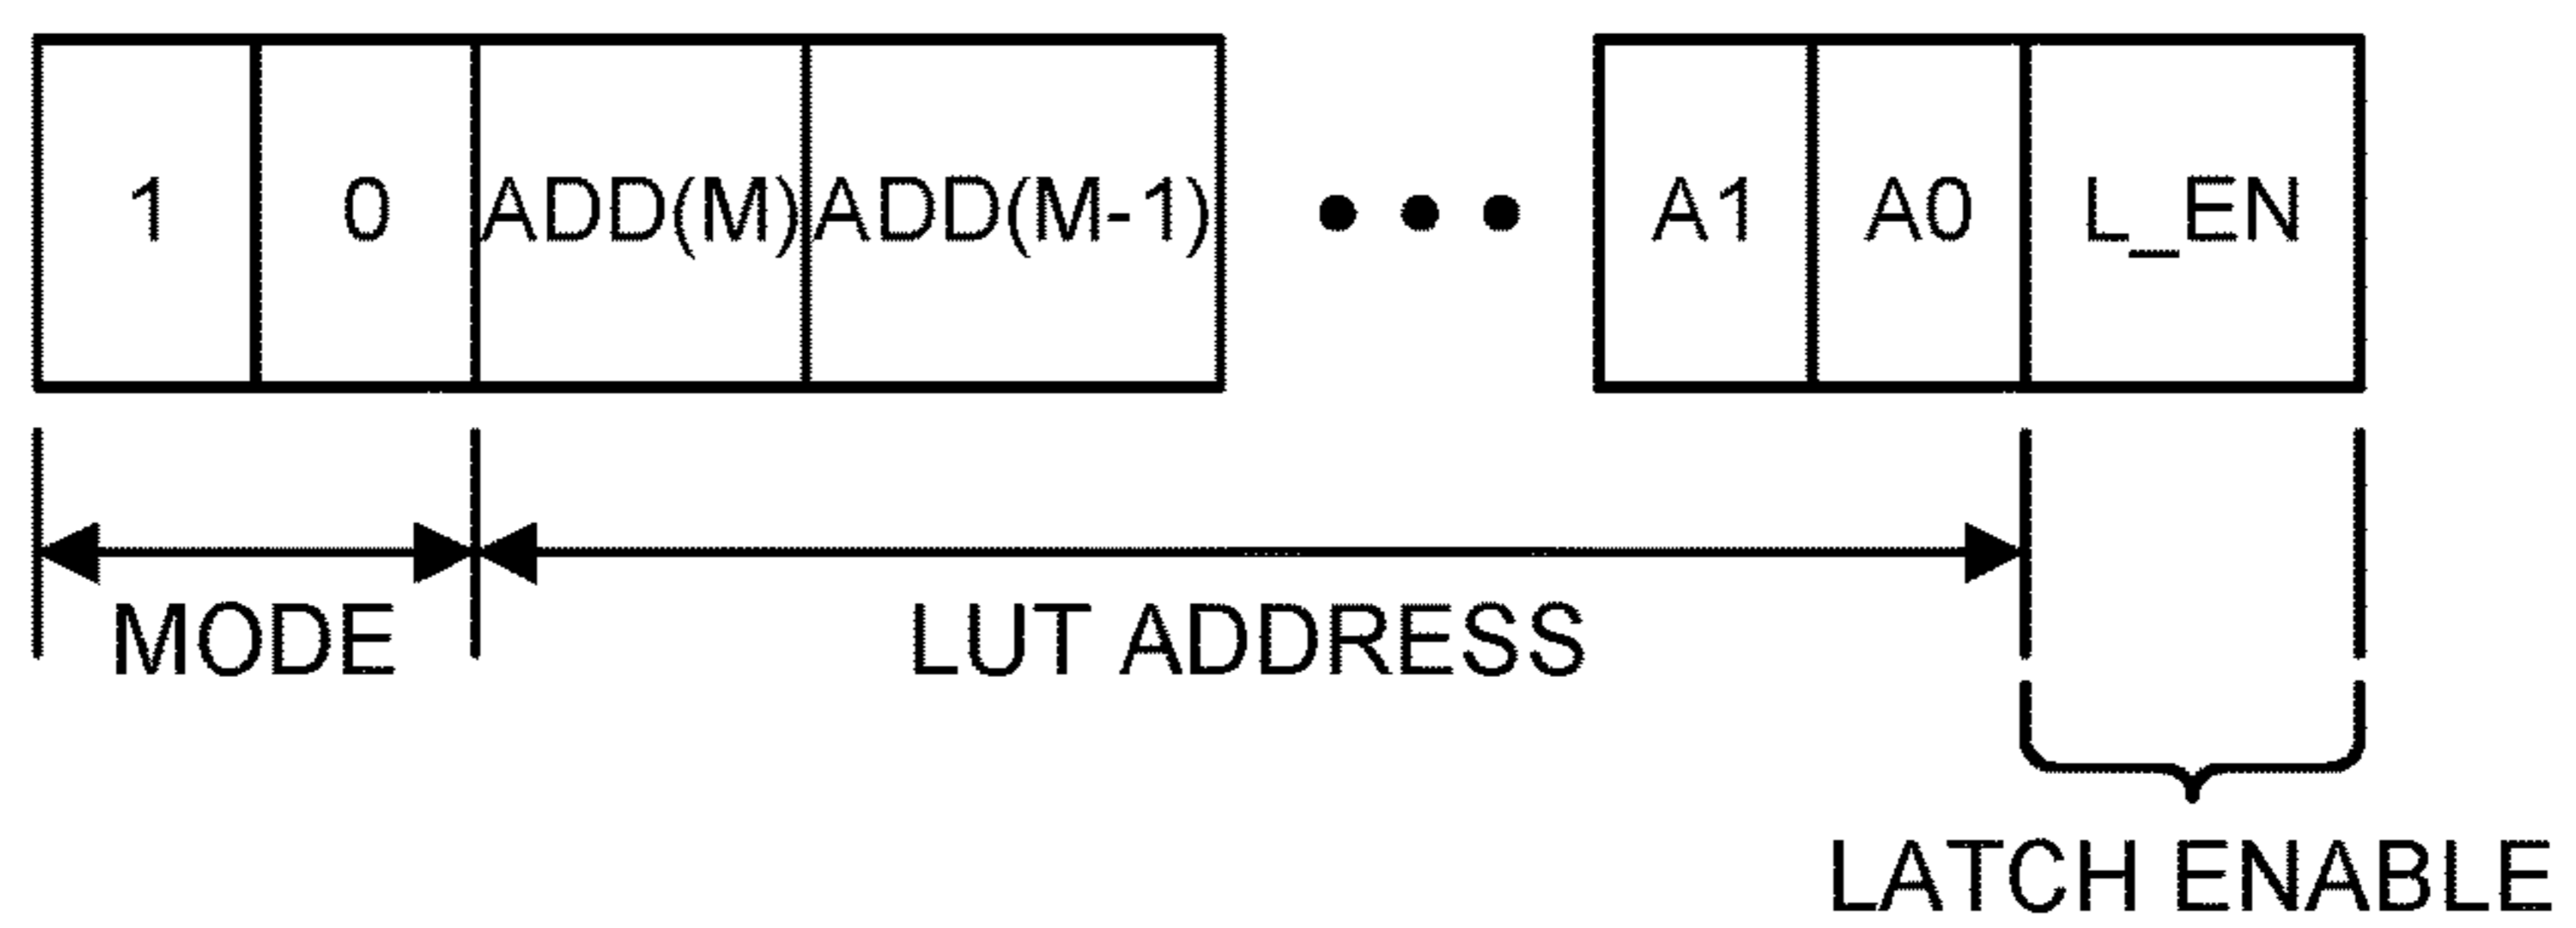 1 0 ADD(M) ADD(M-1) ••• A1 A0 L_EN
MODE LUT ADDRESS
LATCH ENABLE